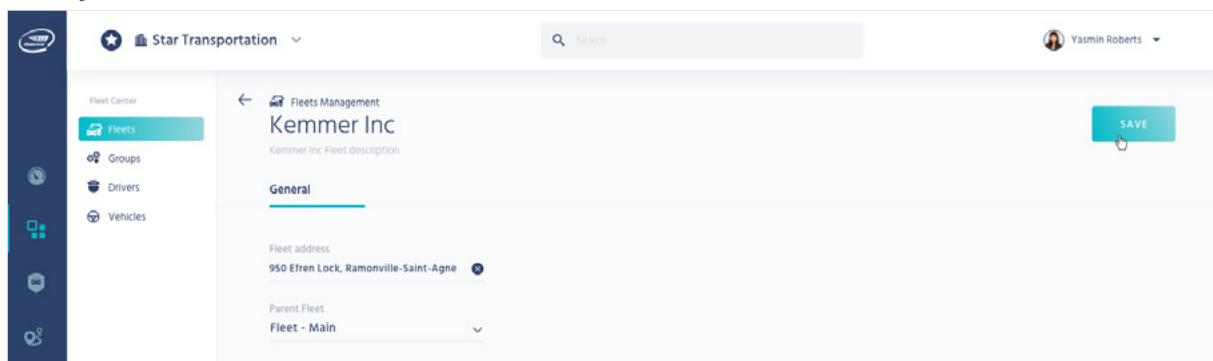 Star Transportation
Search
Yasmin Roberts
Fleet Center
Fleets
Groups
Drivers
Vehicles
Fleets Management
Kemmer Inc
Kemmer Inc Fleet description
SAVE
General
Fleet address
950 Efren Lock, Ramonville-Saint-Agne
Parent Fleet
Fleet - Main